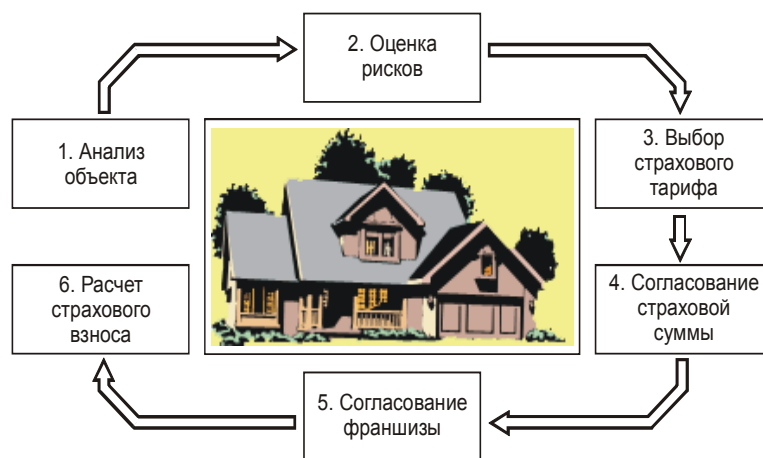 1. Анализ
объекта
2. Оценка
рисков
3. Выбор
страхового
тарифа
4. Согласование
страховой
суммы
5. Согласование
франшизы
6. Расчет
страхового
взноса